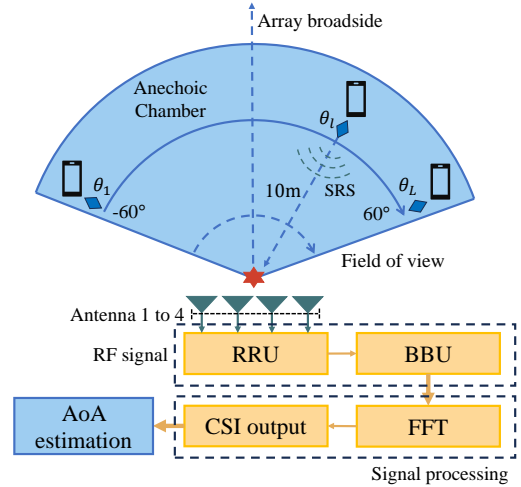 Array broadside
Anechoic
Chamber
θ₁
-60°
θₗ
SRS
10m
θ_L
60°
Field of view
Antenna 1 to 4
RF signal
RRU
BBU
AoA
estimation
CSI output
FFT
Signal processing